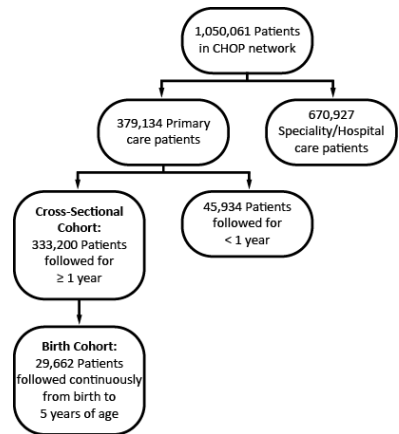 1,050,061 Patients
in CHOP network
379,134 Primary
care patients
670,927
Speciality/Hospital
care patients
Cross-Sectional
Cohort:
333,200 Patients
followed for
≥ 1 year
45,934 Patients
followed for
< 1 year
Birth Cohort:
29,662 Patients
followed continuously
from birth to
5 years of age